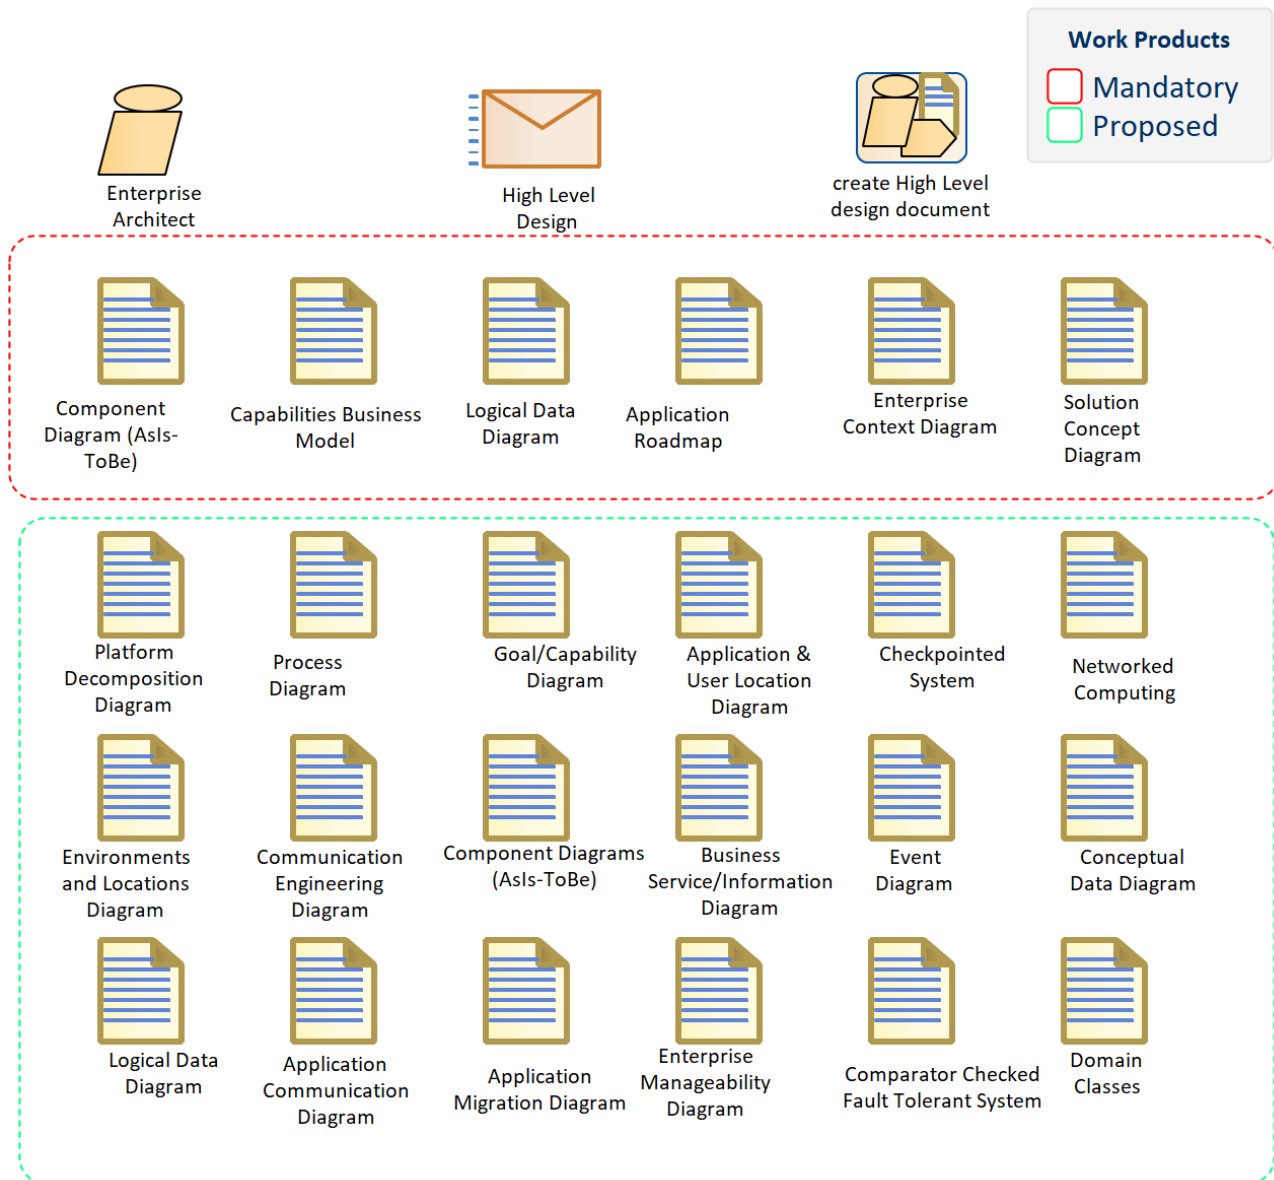 Work Products
Mandatory
Proposed
Enterprise
Architect
High Level
Design
create High Level
design document
Component
Diagram (AsIs-
ToBe)
Capabilities Business
Model
Logical Data
Diagram
Application
Roadmap
Enterprise
Context Diagram
Solution
Concept
Diagram
Platform
Decomposition
Diagram
Process
Diagram
Goal/Capability
Diagram
Application &
User Location
Diagram
Checkpointed
System
Networked
Computing
Environments
and Locations
Diagram
Communication
Engineering
Diagram
Component Diagrams
(AsIs-ToBe)
Business
Service/Information
Diagram
Event
Diagram
Conceptual
Data Diagram
Logical Data
Diagram
Application
Communication
Diagram
Application
Migration Diagram
Enterprise
Manageability
Diagram
Comparator Checked
Fault Tolerant System
Domain
Classes